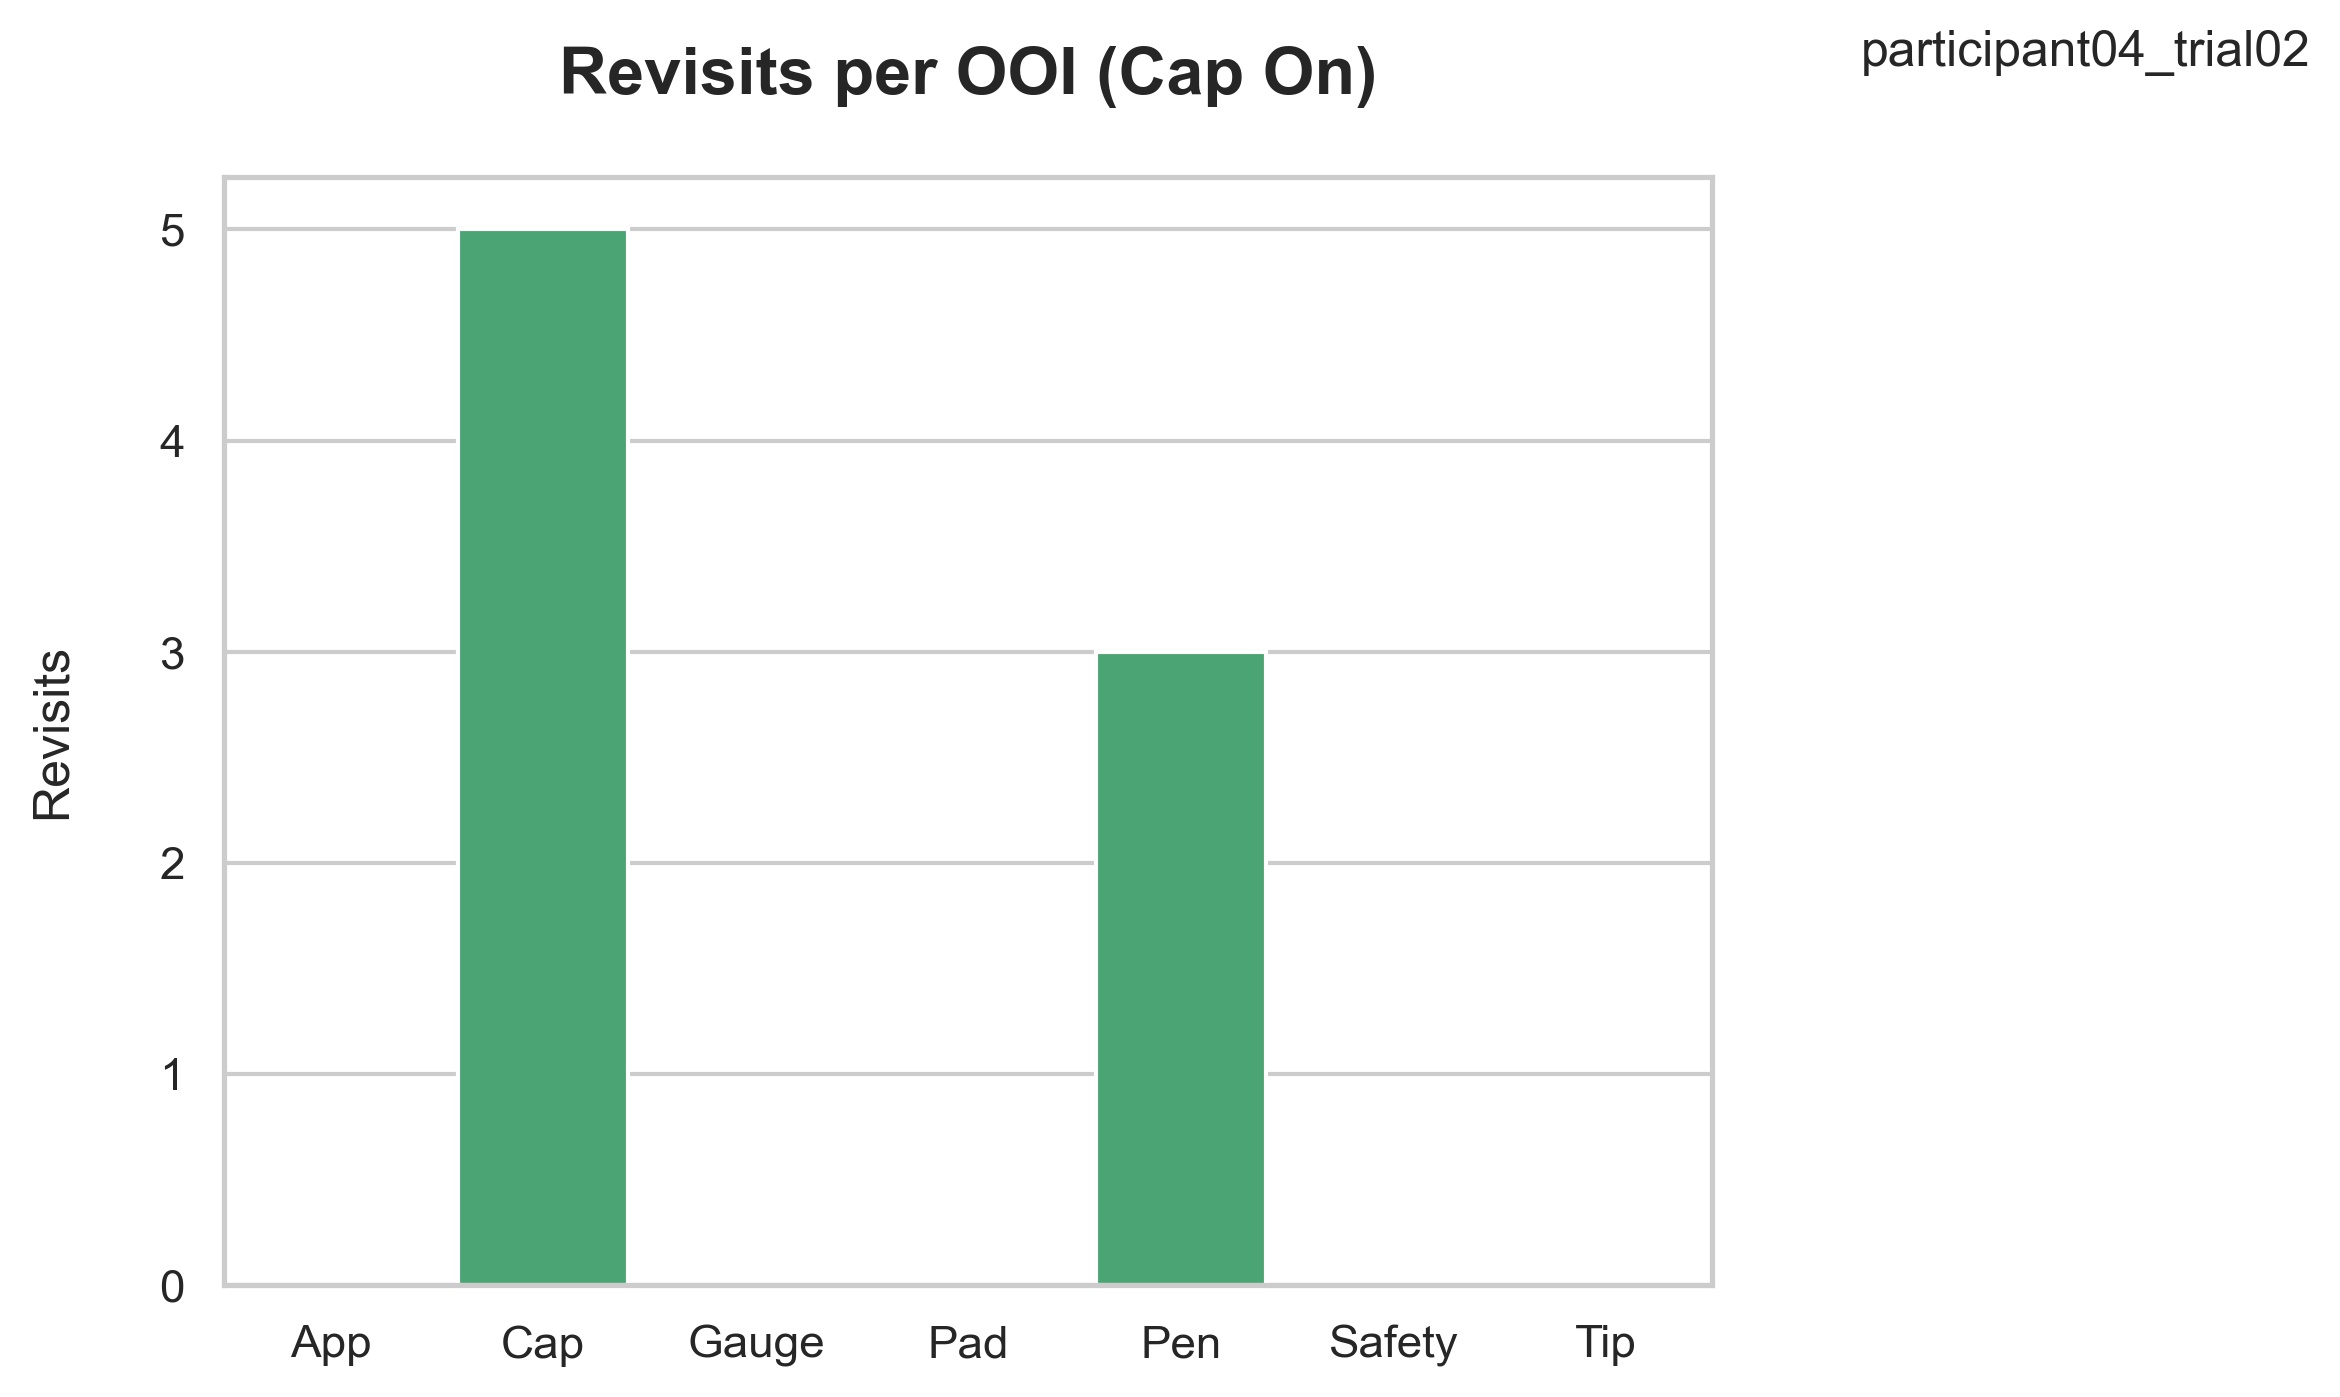 participant04_trial02
Revisits per OOI (Cap On)
Revisits
5
4
3
2
1
0
App Cap Gauge Pad Pen Safety Tip